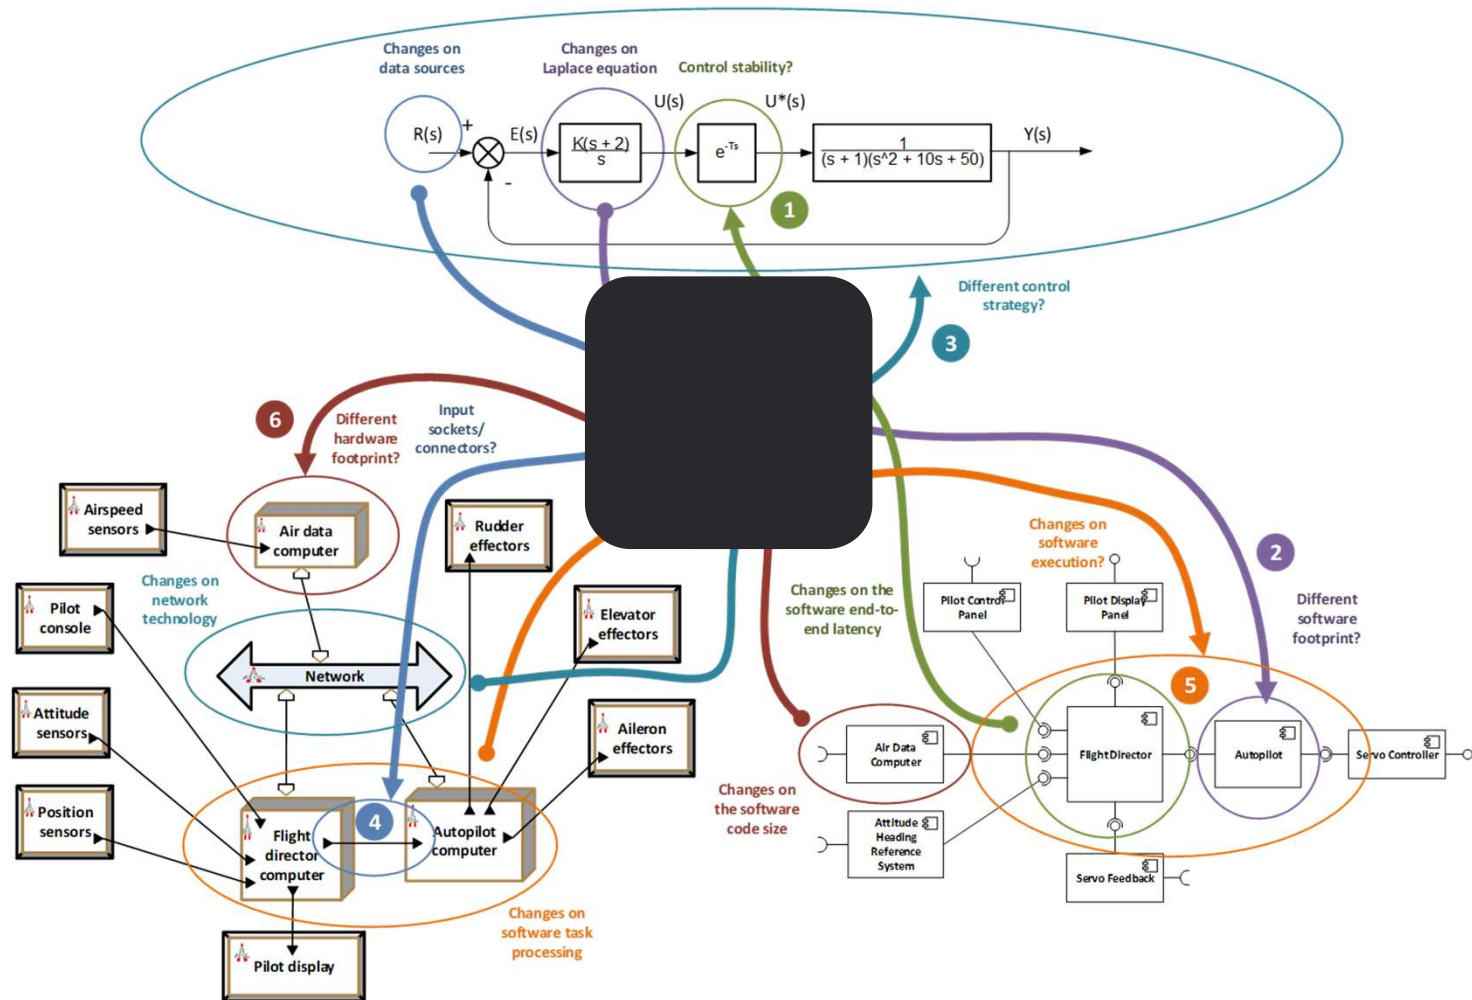 Changes on
data sources
Changes on
Laplace equation
Control stability?
R(s)
+
-
E(s)
K(s + 2)
s
U(s)
e^-Ts
U*(s)
1
(s + 1)(s^2 + 10s + 50)
Y(s)
1
Different control
strategy?
3
6
Different
hardware
footprint?
Input
sockets/
connectors?
Airspeed
sensors
Air data
computer
Rudder
effectors
Changes on
network
technology
Pilot
console
Elevator
effectors
Network
Attitude
sensors
Aileron
effectors
Position
sensors
Flight
director
computer
4
Autopilot
computer
Changes on
software task
processing
Pilot display
Changes on
software
execution?
2
Changes on the
software end-to-
end latency
Pilot Control
Panel
Pilot Display
Panel
Different
software
footprint?
5
Air Data
Computer
Flight Director
Autopilot
Servo Controller
Changes on
the software
code size
Attitude
Heading
Reference
System
Servo Feedback